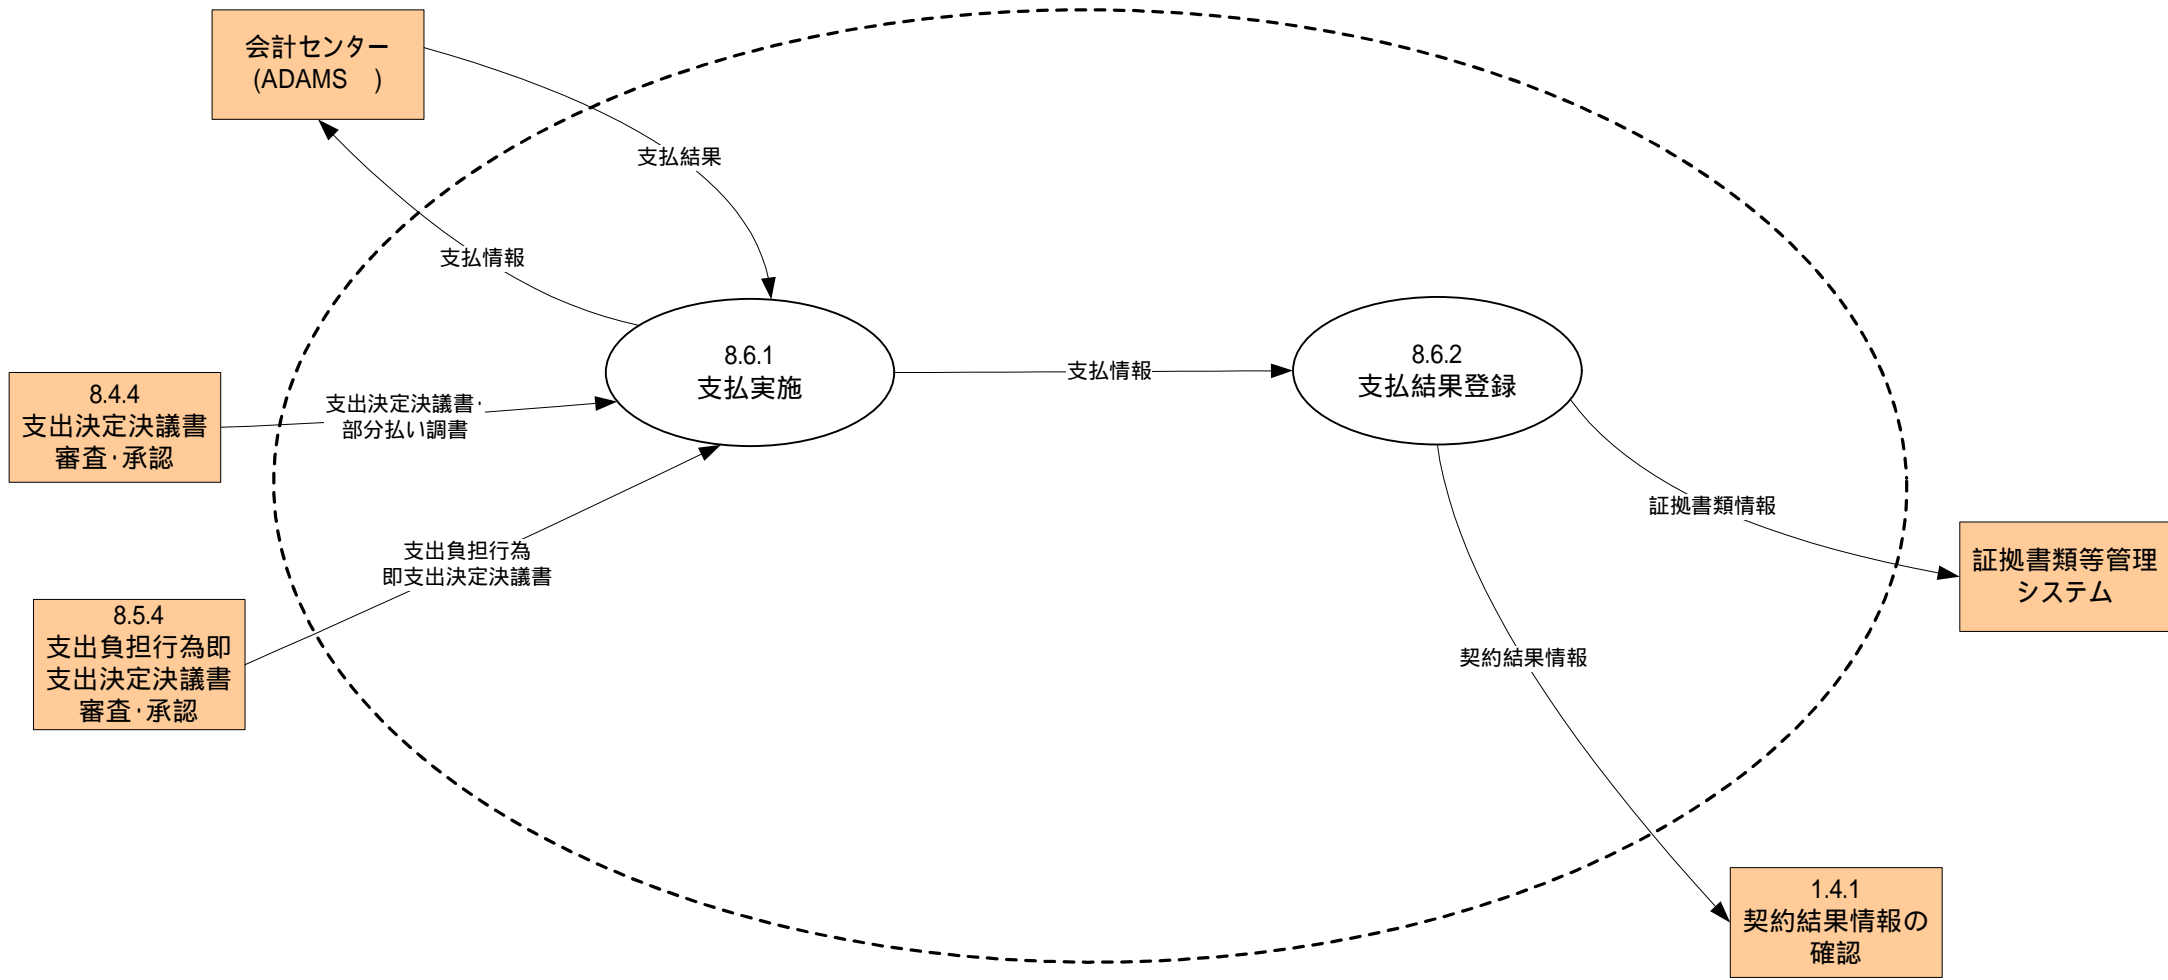 会計センター
(ADAMS　)
支払結果
支払情報
8.6.1
支払実施
支払情報
8.6.2
支払結果登録
8.4.4
支出決定決議書
審査・承認
支出決定決議書・
部分払い調書
支出負担行為
即支出決定決議書
8.5.4
支出負担行為即
支出決定決議書
審査・承認
証拠書類情報
証拠書類等管理
システム
契約結果情報
1.4.1
契約結果情報の
確認